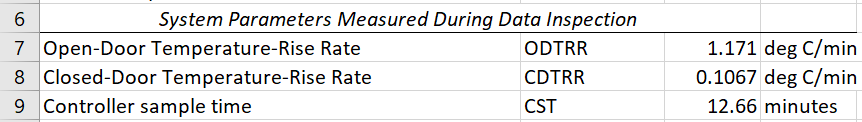 6 System Parameters Measured During Data Inspection
7 Open-Door Temperature-Rise Rate ODTRR 1.171 deg C/min
8 Closed-Door Temperature-Rise Rate CDTRR 0.1067 deg C/min
9 Controller sample time CST 12.66 minutes